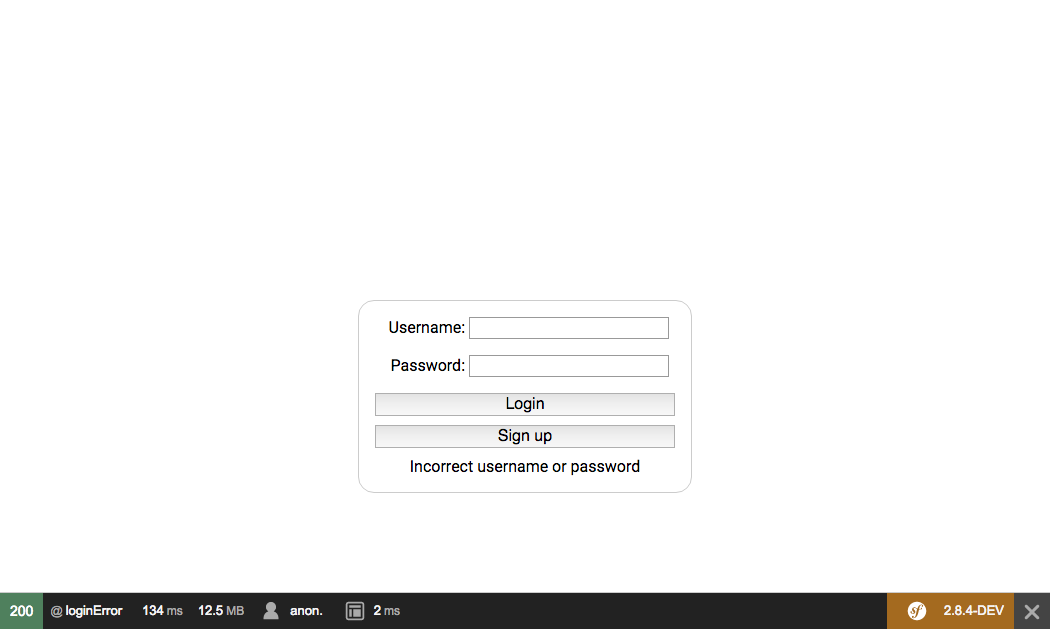 Username:
Password:
Login
Sign up
Incorrect username or password
200 @ loginError 134 ms 12.5 MB anon. 2 ms sf 2.8.4-DEV